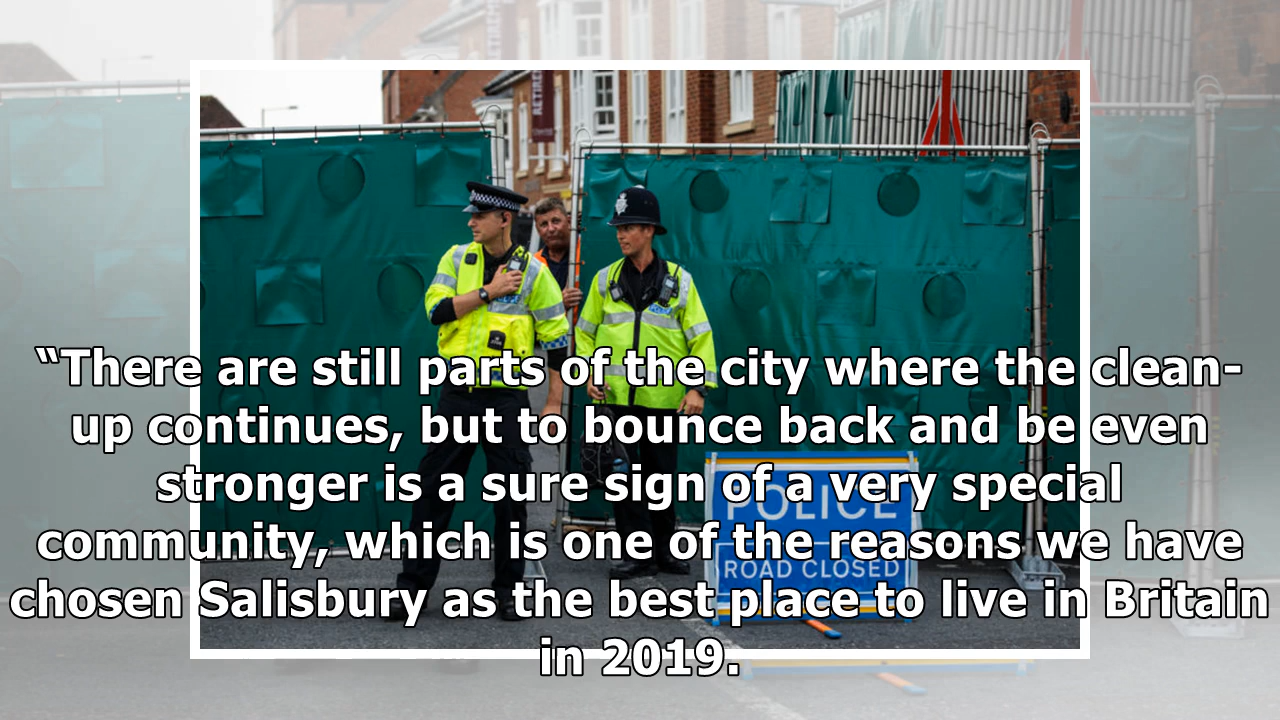 RETIRE
“There are still parts of the city where the clean-
up continues, but to bounce back and be even
stronger is a sure sign of a very special
POLICE
community, which is one of the reasons we have
ROAD CLOSED
chosen Salisbury as the best place to live in Britain
in 2019.